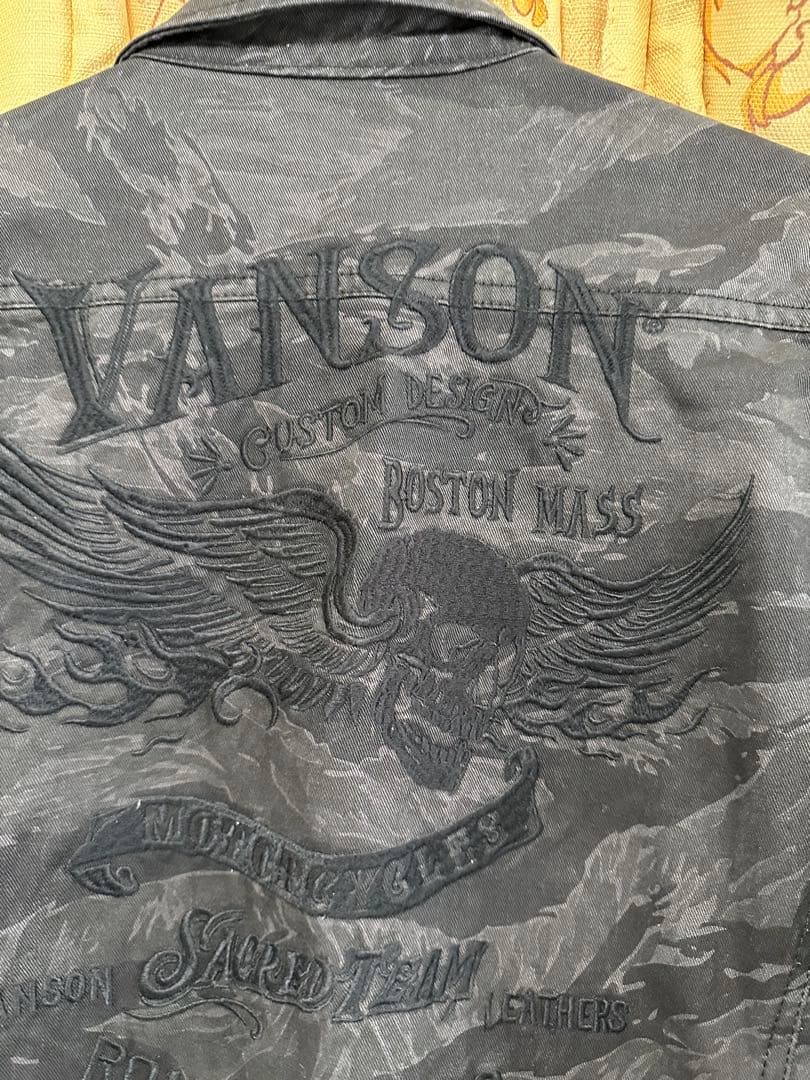 VANSON®
CUSTOM DESIGNS
BOSTON MASS
MOTORCYCLES
SACRED TEAM
LEATHERS